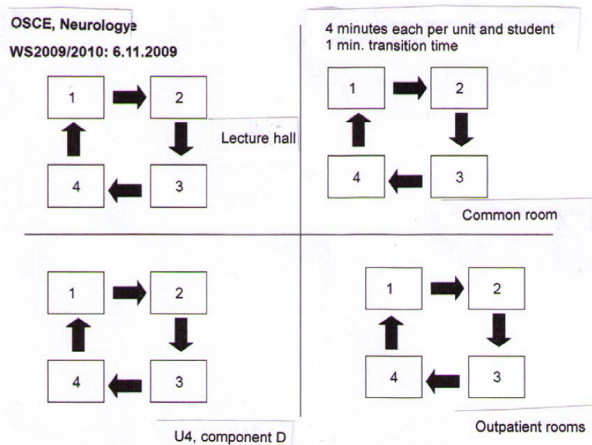 OSCE, Neurologye
WS2009/2010: 6.11.2009
1
2
4
3
Lecture hall
4 minutes each per unit and student
1 min. transition time
1
2
4
3
Common room
1
2
4
3
U4, component D
1
2
4
3
Outpatient rooms